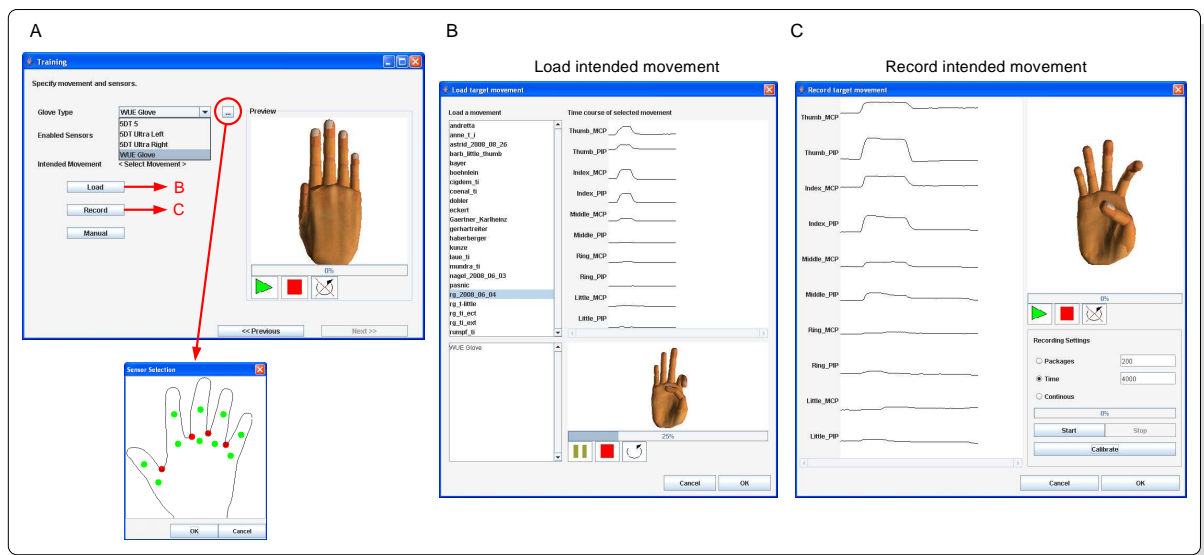 A
Training
Specify movement and sensors.
Glove Type
WUE Glove
...
5DT 5
5DT Ultra Left
5DT Ultra Right
WUE Glove
Enabled Sensors
Intended Movement
< Select Movement >
Load
B
Record
C
Manual
Preview
0%
<< Previous
Next >>
Sensor Selection
OK
Cancel
B
Load intended movement
Load target movement
Load a movement
andretta
anne_t_i
astrid_2008_08_26
barb_little_thumb
bayer
boehnlein
cigdem_ti
coenal_ti
dobler
eckert
Gaertner_Karlheinz
gerhartreiter
haberberger
kunze
laue_ti
mundra_ti
nagel_2008_06_03
pasnic
rg_2008_06_04
rg_t-little
rg_ti_ect
rg_ti_ext
rumpf_ti
WUE Glove
Time course of selected movement
Thumb_MCP
Thumb_PIP
Index_MCP
Index_PIP
Middle_MCP
Middle_PIP
Ring_MCP
Ring_PIP
Little_MCP
Little_PIP
25%
Cancel
OK
C
Record intended movement
Record target movement
Thumb_MCP
Thumb_PIP
Index_MCP
Index_PIP
Middle_MCP
Middle_PIP
Ring_MCP
Ring_PIP
Little_MCP
Little_PIP
0%
Recording Settings
Packages
200
Time
4000
Continous
0%
Start
Stop
Calibrate
Cancel
OK